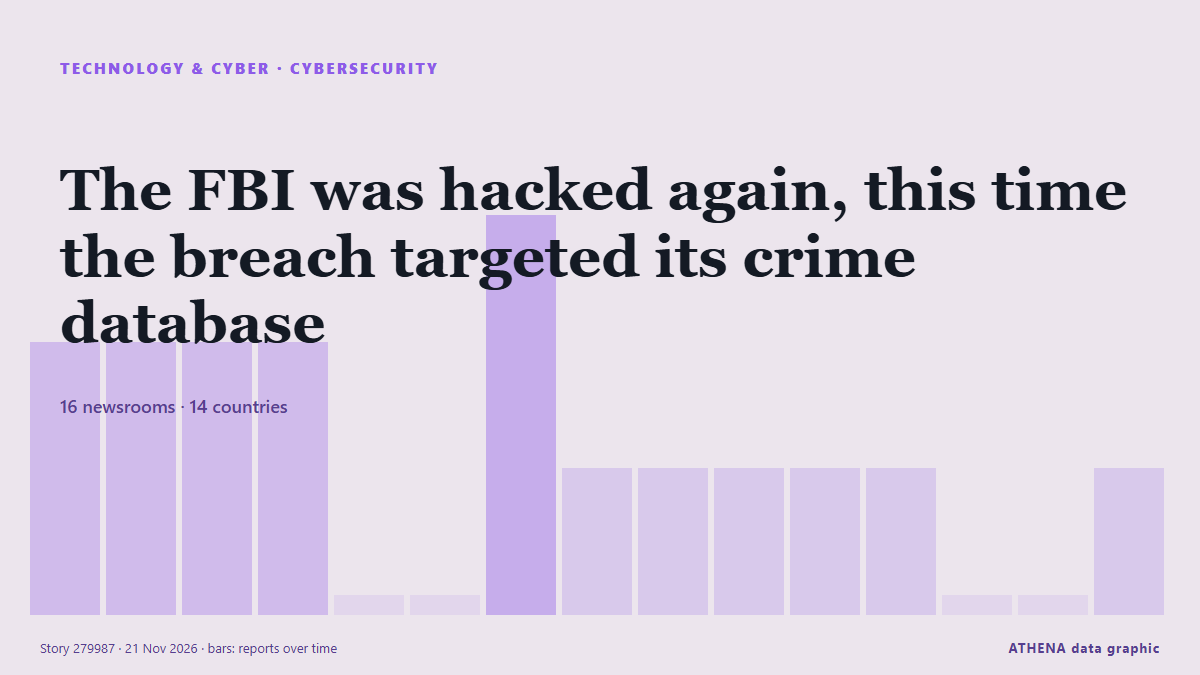 TECHNOLOGY & CYBER · CYBERSECURITY
The FBI was hacked again, this time
the breach targeted its crime
database
16 newsrooms · 14 countries
Story 279987 · 21 Nov 2026 · bars: reports over time
ATHENA data graphic